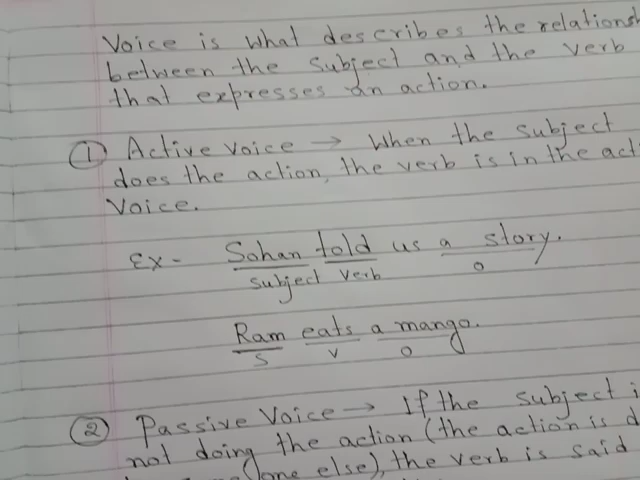 Voice is what describes the
between the subject and the verb
that expresses an action.
① Active voice → When the subject
does the action, the verb is in the
Voice.
Ex- Sohan told us a story.
subject verb o
Ram eats a mango.
S V O
② Passive Voice → If the subject
not doing the action (the action is
one else), the verb is said